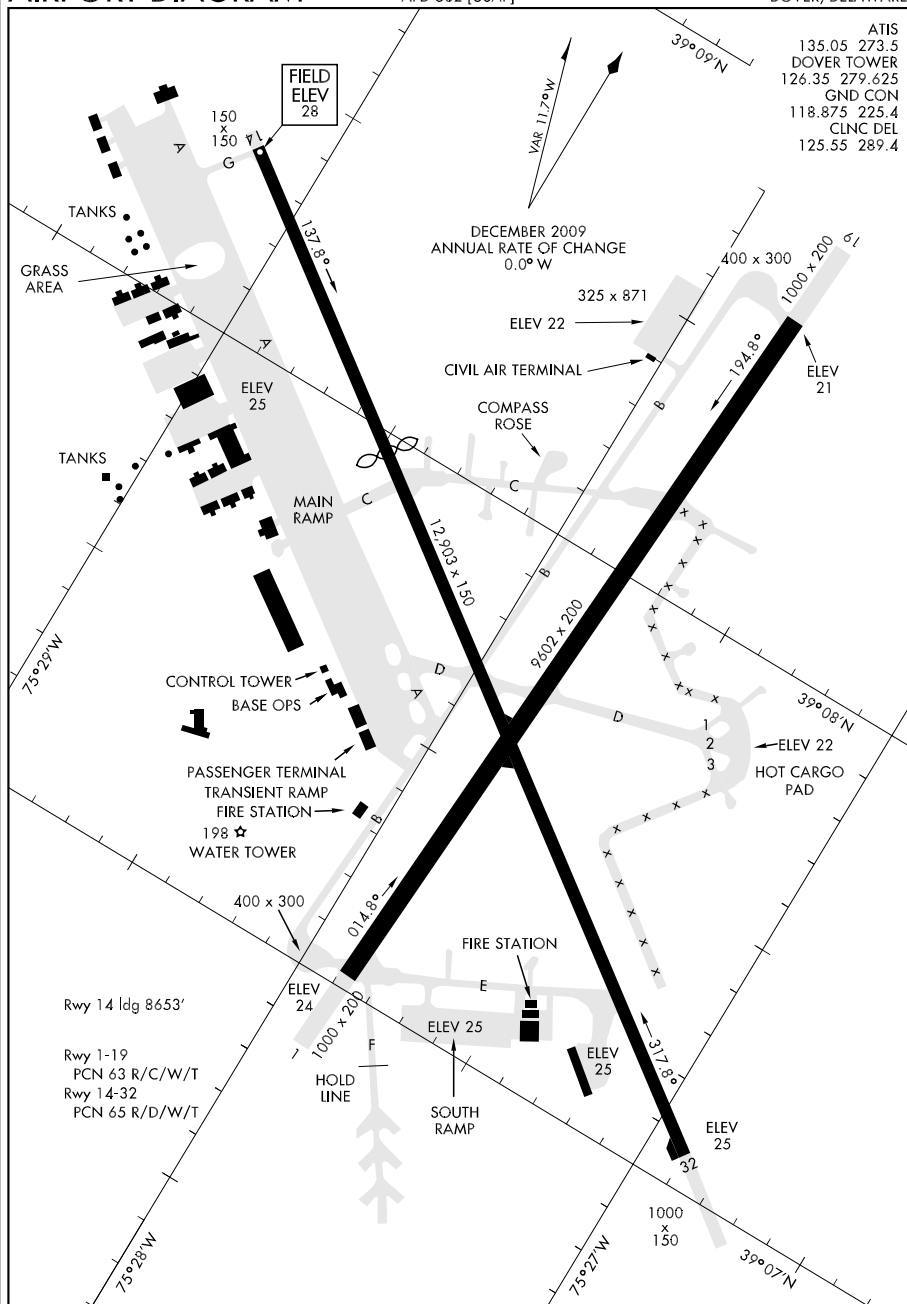 AIRPORT DIAGRAM
DOVER, DELAWARE
ATIS
135.05 273.5
DOVER TOWER
126.35 279.625
GND CON
118.875 225.4
CLNC DEL
125.55 289.4
39°09'N
FIELD
ELEV
28
VAR 11.7°W
150
x
150
14
A
G
TANKS
137.8°
DECEMBER 2009
ANNUAL RATE OF CHANGE
0.0° W
GRASS
AREA
400 x 300
1000 x 200
19
325 x 871
ELEV 22
A
CIVIL AIR TERMINAL
194.8°
ELEV
21
ELEV
25
B
COMPASS
ROSE
TANKS
C
C
MAIN
RAMP
12,903 x 150
B
9602 x 200
75°29'W
D
CONTROL TOWER
A
BASE OPS
39°08'N
D
1
2
3
ELEV 22
HOT CARGO
PAD
PASSENGER TERMINAL
TRANSIENT RAMP
FIRE STATION
B
198
WATER TOWER
400 x 300
014.8°
FIRE STATION
ELEV
24
E
Rwy 14 ldg 8653'
1000 x 200
1
ELEV 25
F
317.8°
Rwy 1-19
PCN 63 R/C/W/T
Rwy 14-32
PCN 65 R/D/W/T
HOLD
LINE
ELEV
25
SOUTH
RAMP
ELEV
25
32
1000
x
150
75°28'W
75°27'W
39°07'N